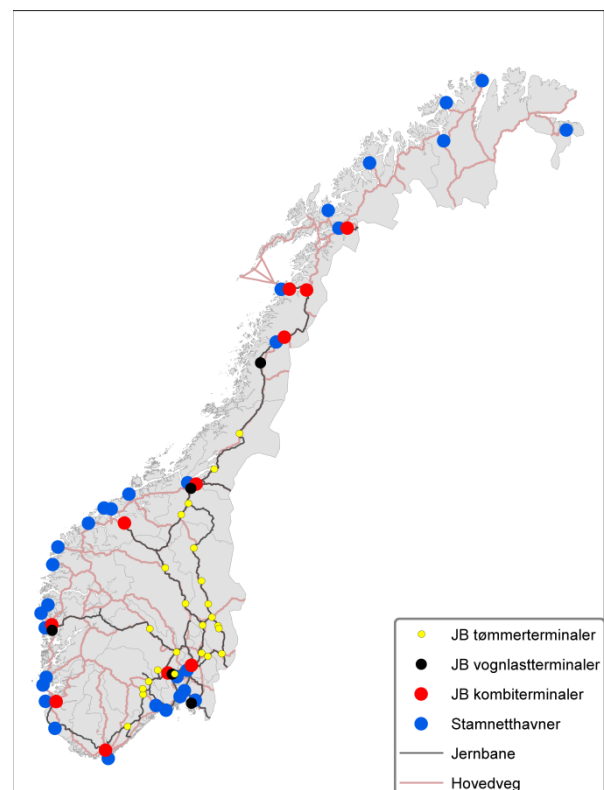 JB tømmerterminaler
JB vognlastterminaler
JB kombiterminaler
Stamnetthavner
Jernbane
Hovedveg